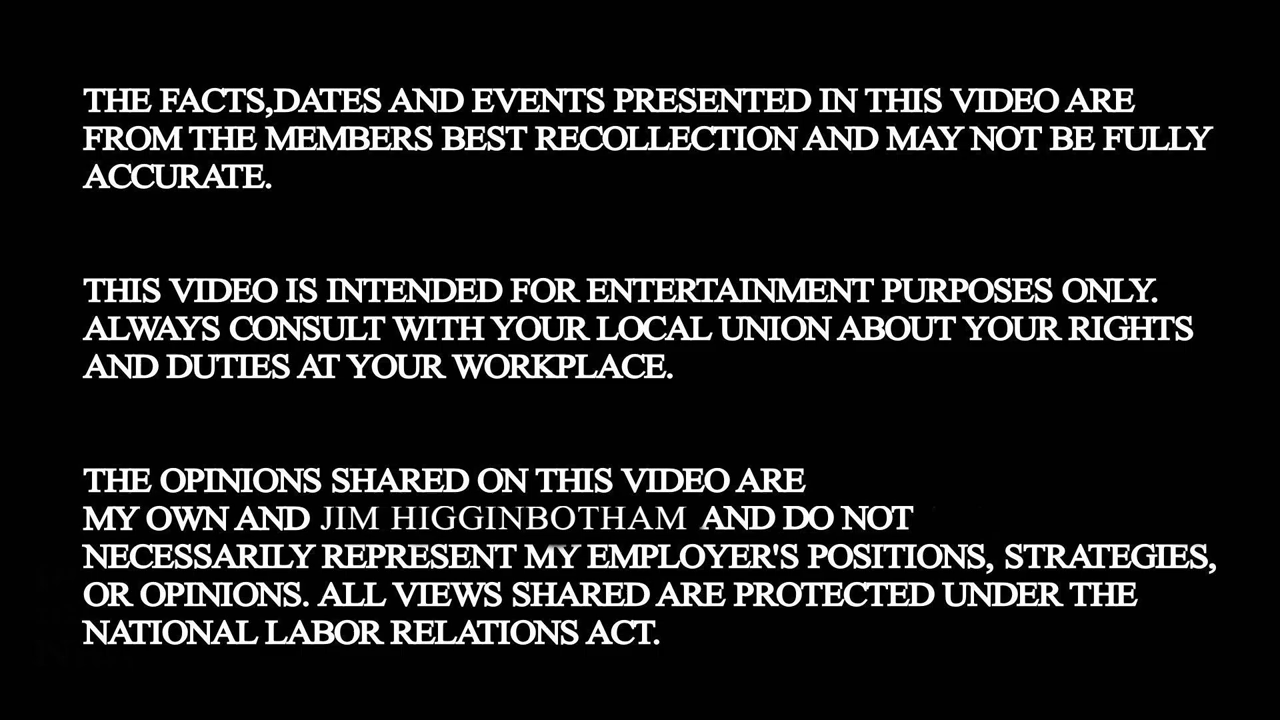 THE FACTS,DATES AND EVENTS PRESENTED IN THIS VIDEO ARE
FROM THE MEMBERS BEST RECOLLECTION AND MAY NOT BE FULLY
ACCURATE.
THIS VIDEO IS INTENDED FOR ENTERTAINMENT PURPOSES ONLY.
ALWAYS CONSULT WITH YOUR LOCAL UNION ABOUT YOUR RIGHTS
AND DUTIES AT YOUR WORKPLACE.
THE OPINIONS SHARED ON THIS VIDEO ARE
MY OWN AND JIM HIGGINBOTHAM AND DO NOT
NECESSARILY REPRESENT MY EMPLOYER'S POSITIONS, STRATEGIES,
OR OPINIONS. ALL VIEWS SHARED ARE PROTECTED UNDER THE
NATIONAL LABOR RELATIONS ACT.